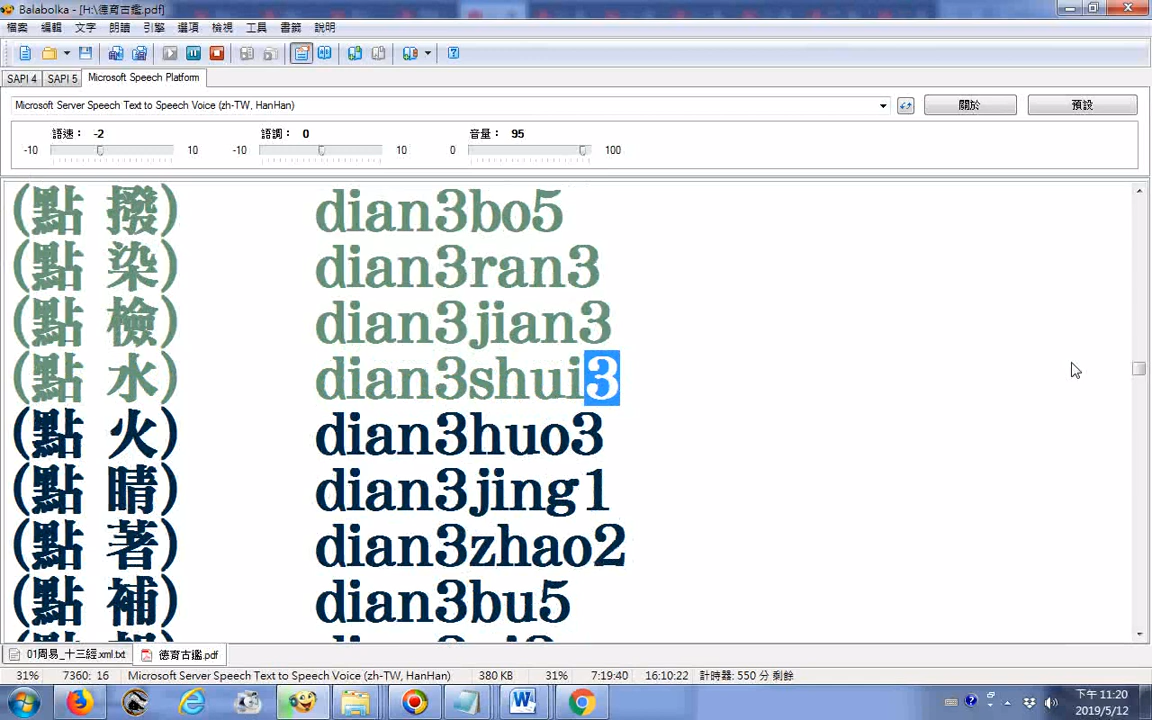 Balabolka - [H:\德育古鑑.pdf]
檔案 編輯 文字 朗讀 引擎 選項 檢視 工具 書籤 說明
SAPI 4 SAPI 5 Microsoft Speech Platform
Microsoft Server Speech Text to Speech Voice (zh-TW, HanHan) 關於 預設
語速： -2 語調： 0 音量： 95
-10 10 -10 10 0 100
(點 撥) dian3bo5
(點 染) dian3ran3
(點 檢) dian3jian3
(點 水) dian3shui3
(點 火) dian3huo3
(點 睛) dian3jing1
(點 著) dian3zhao2
(點 補) dian3bu5
01周易_十三經.xml.txt 德育古鑑.pdf
31% 7360: 16 Microsoft Server Speech Text to Speech Voice (zh-TW, HanHan) 380 KB 31% 7:19:40 16:10:22 計時器: 550 分 剩餘
下午 11:20
2019/5/12